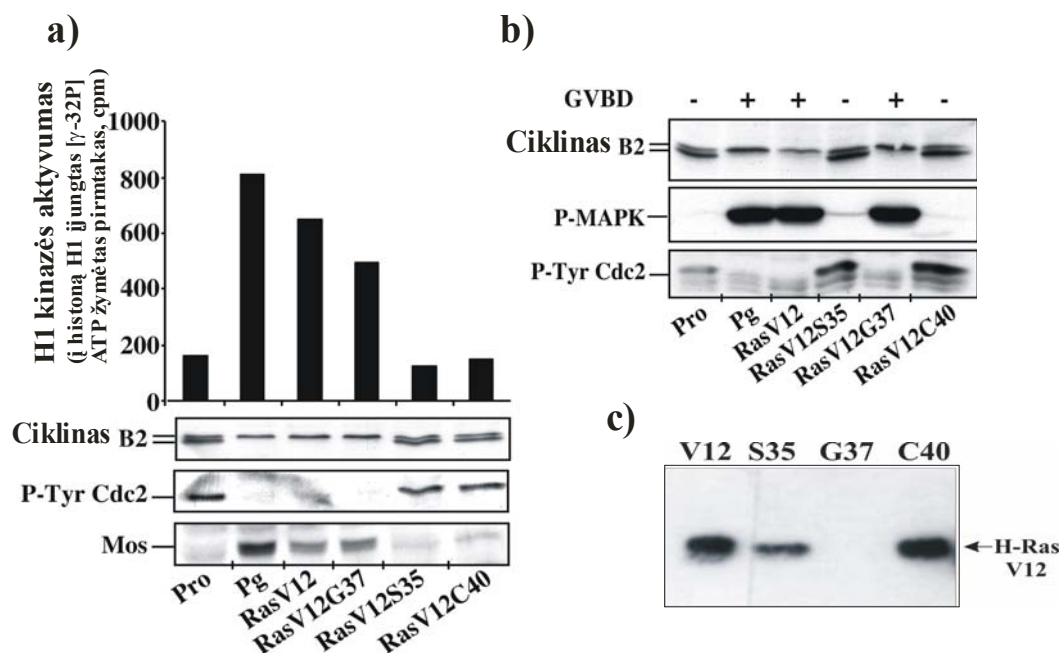 a)
H1 kinazės aktyvumas
(į histoną H1 įjungtas [γ-32P]
ATP žymėtas pirmtakas, cpm)
1000
800
600
400
200
0
Ciklinas B2
P-Tyr Cdc2
Mos
Pro
Pg
RasV12
RasV12G37
RasV12S35
RasV12C40
b)
GVBD - + + - + -
Ciklinas B2
P-MAPK
P-Tyr Cdc2
Pro
Pg
RasV12
RasV12S35
RasV12G37
RasV12C40
c)
V12 S35 G37 C40
H-Ras
V12